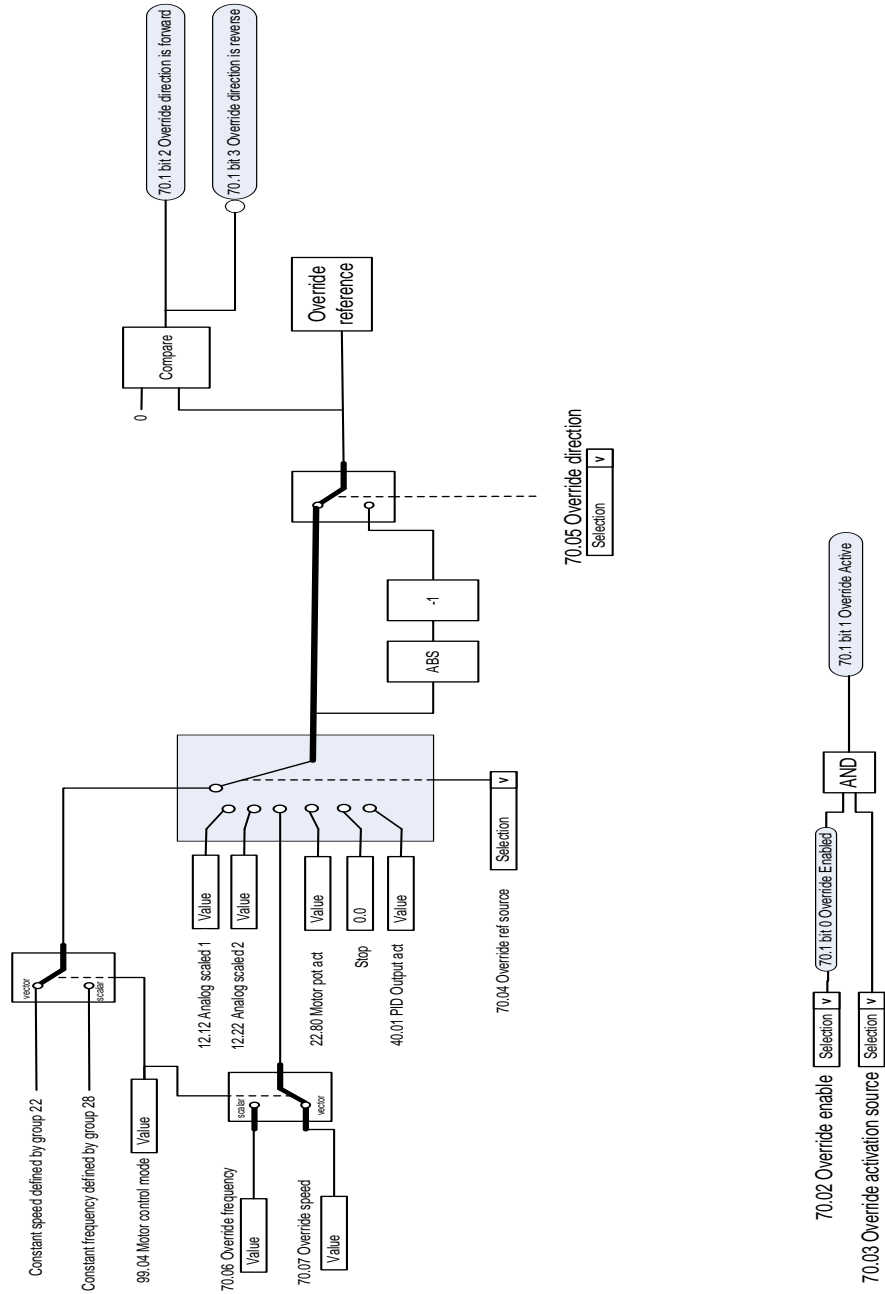 Constant speed defined by group 22
vector
scalar
Constant frequency defined by group 28
99.04 Motor control mode
Value
70.06 Override frequency
Value
scalar
vector
70.07 Override speed
Value
12.12 Analog scaled 1
Value
12.22 Analog scaled 2
Value
22.80 Motor pot act
Value
Stop
0.0
40.01 PID Output act
Value
70.04 Override ref source
Selection v
ABS
-1
70.05 Override direction
Selection v
0
Compare
Override
reference
70.1 bit 2 Override direction is forward
70.1 bit 3 Override direction is reverse
70.02 Override enable
Selection v
70.1 bit 0 Override Enabled
70.03 Override activation source
Selection v
AND
70.1 bit 1 Override Active